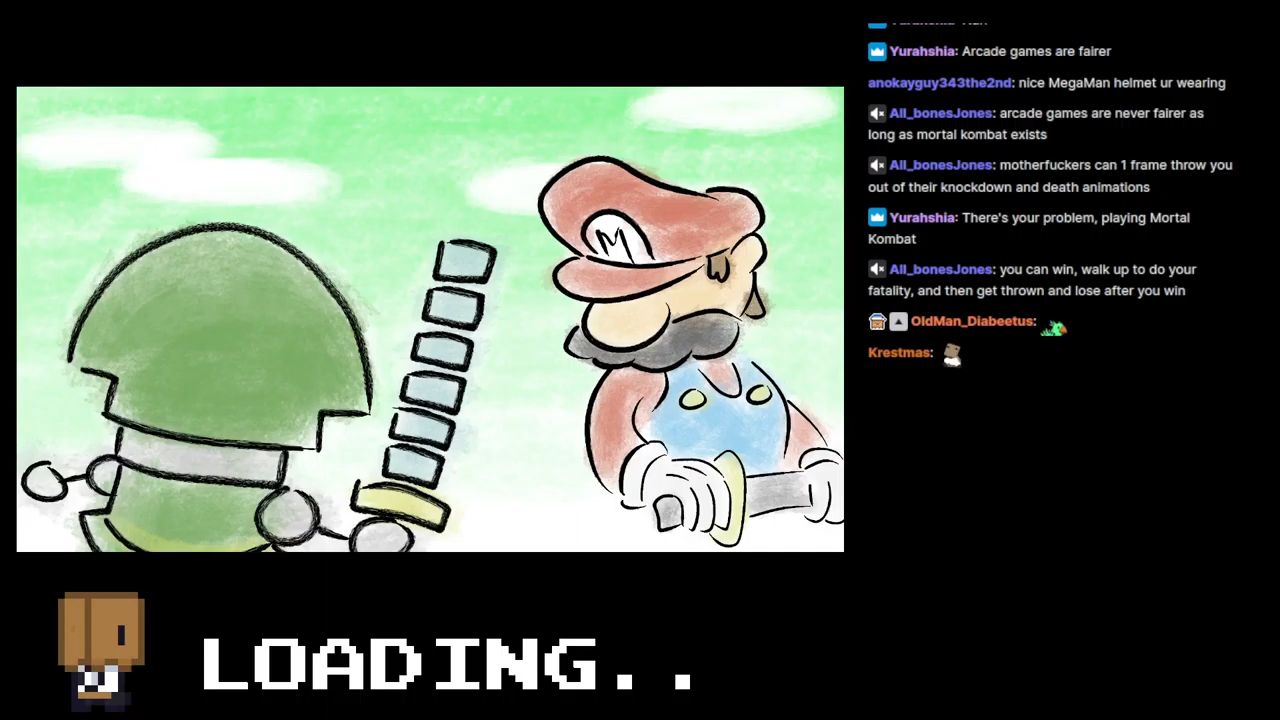 Yurahshia: Arcade games are fairer
anokayguy343the2nd: nice MegaMan helmet ur wearing
All_bonesJones: arcade games are never fairer as
long as mortal kombat exists
All_bonesJones: motherfuckers can 1 frame throw you
out of their knockdown and death animations
Yurahshia: There's your problem, playing Mortal
Kombat
All_bonesJones: you can win, walk up to do your
fatality, and then get thrown and lose after you win
OldMan_Diabeetus:
Krestmas:
M
LOADING..